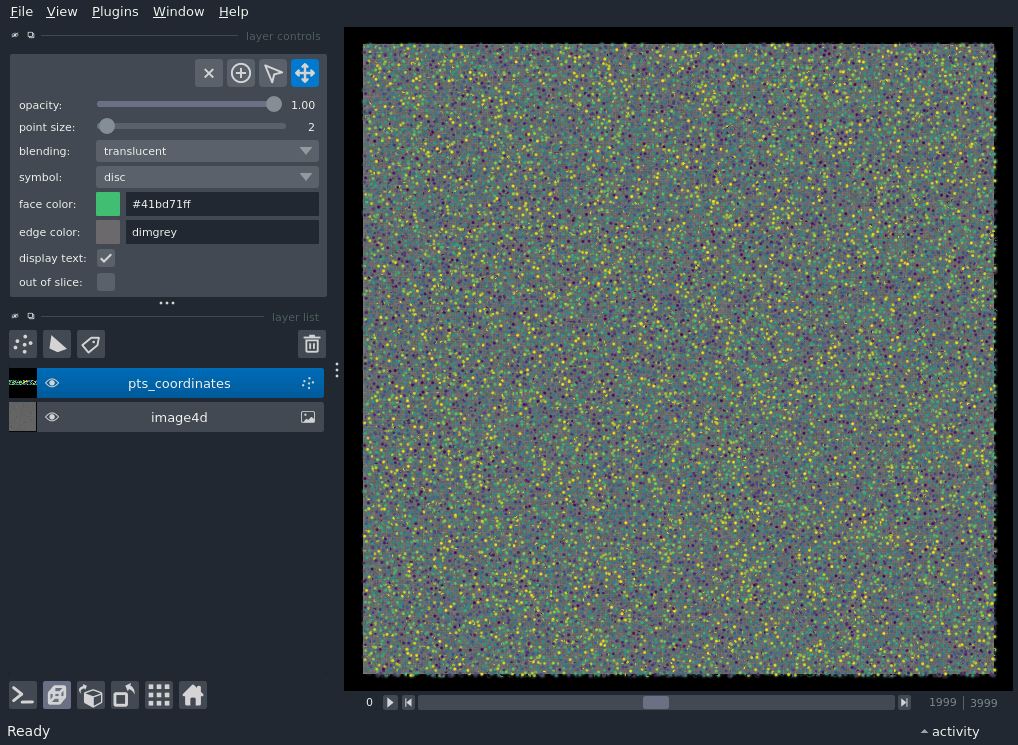 File View Plugins Window Help
layer controls
opacity: 1.00
point size: 2
blending: translucent
symbol: disc
face color: #41bd71ff
edge color: dimgrey
display text:
out of slice:
layer list
pts_coordinates
image4d
0 1999 3999
Ready activity